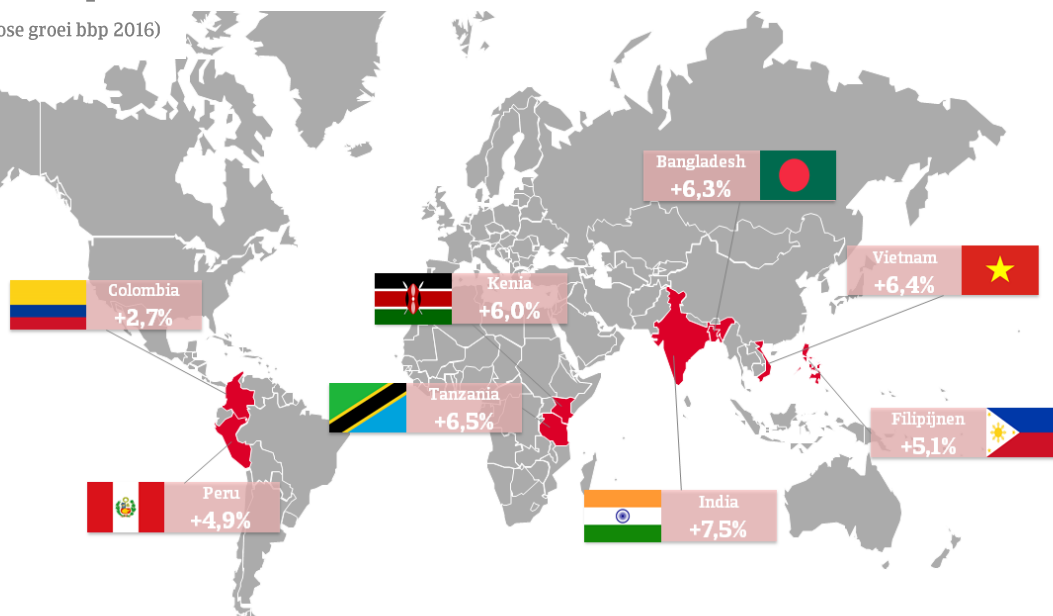 groei bbp 2016)
Bangladesh
+6,3%
Vietnam
+6,4%
Colombia
+2,7%
Kenia
+6,0%
Tanzania
+6,5%
Filipijnen
+5,1%
Peru
+4,9%
India
+7,5%